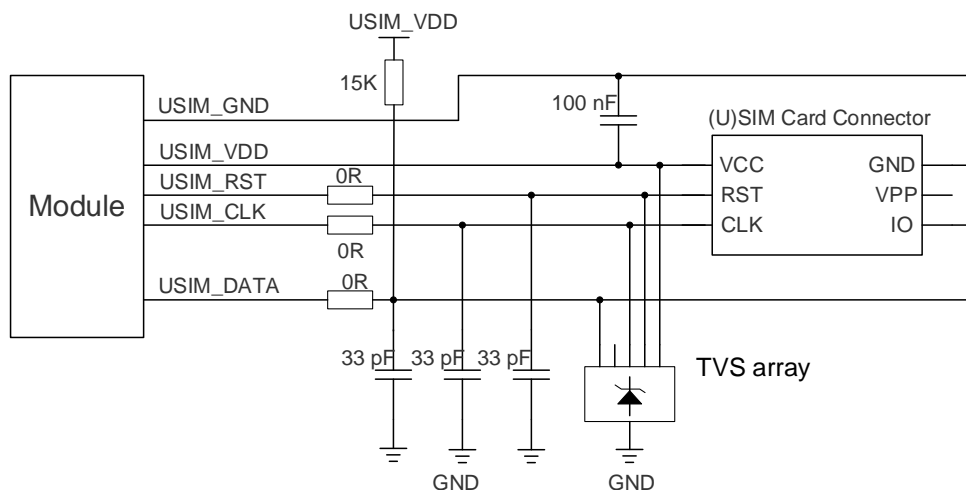 USIM_VDD
15K
USIM_GND
100 nF
(U)SIM Card Connector
USIM_VDD
VCC
GND
Module
USIM_RST
0R
RST
VPP
USIM_CLK
CLK
IO
0R
USIM_DATA
0R
33 pF
33 pF
33 pF
TVS array
GND
GND